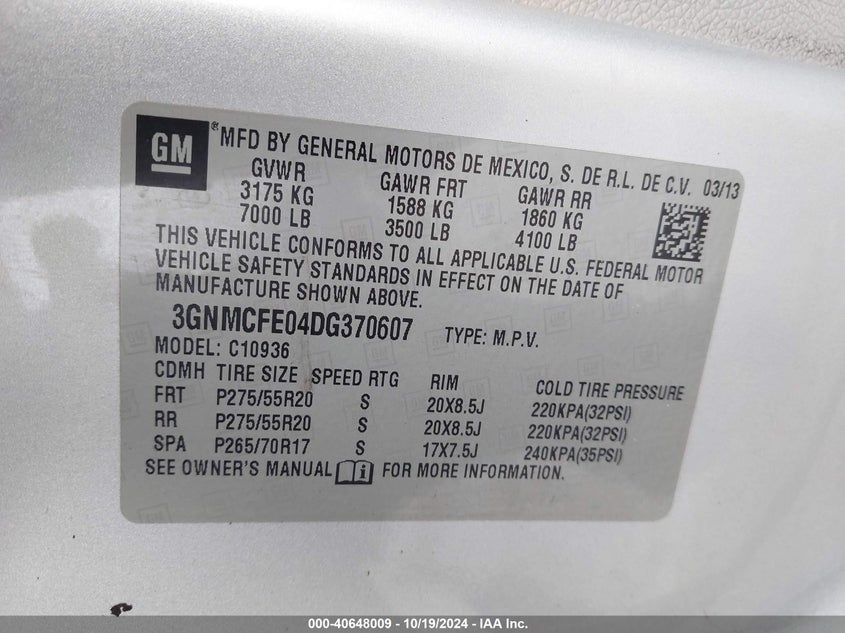 GM ®MFD BY GENERAL MOTORS DE MEXICO, S. DE R.L. DE C.V. 03/13
GVWR GAWR FRT GAWR RR
3175 KG 1588 KG 1860 KG
7000 LB 3500 LB 4100 LB
THIS VEHICLE CONFORMS TO ALL APPLICABLE U.S. FEDERAL MOTOR
VEHICLE SAFETY STANDARDS IN EFFECT ON THE DATE OF
MANUFACTURE SHOWN ABOVE.
3GNMCFE04DG370607 TYPE: M.P.V.
MODEL: C10936
CDMH TIRE SIZE SPEED RTG RIM COLD TIRE PRESSURE
FRT P275/55R20 S 20X8.5J 220KPA(32PSI)
RR P275/55R20 S 20X8.5J 220KPA(32PSI)
SPA P265/70R17 S 17X7.5J 240KPA(35PSI)
SEE OWNER'S MANUAL FOR MORE INFORMATION.
000-40648009 - 10/19/2024 - IAA Inc.